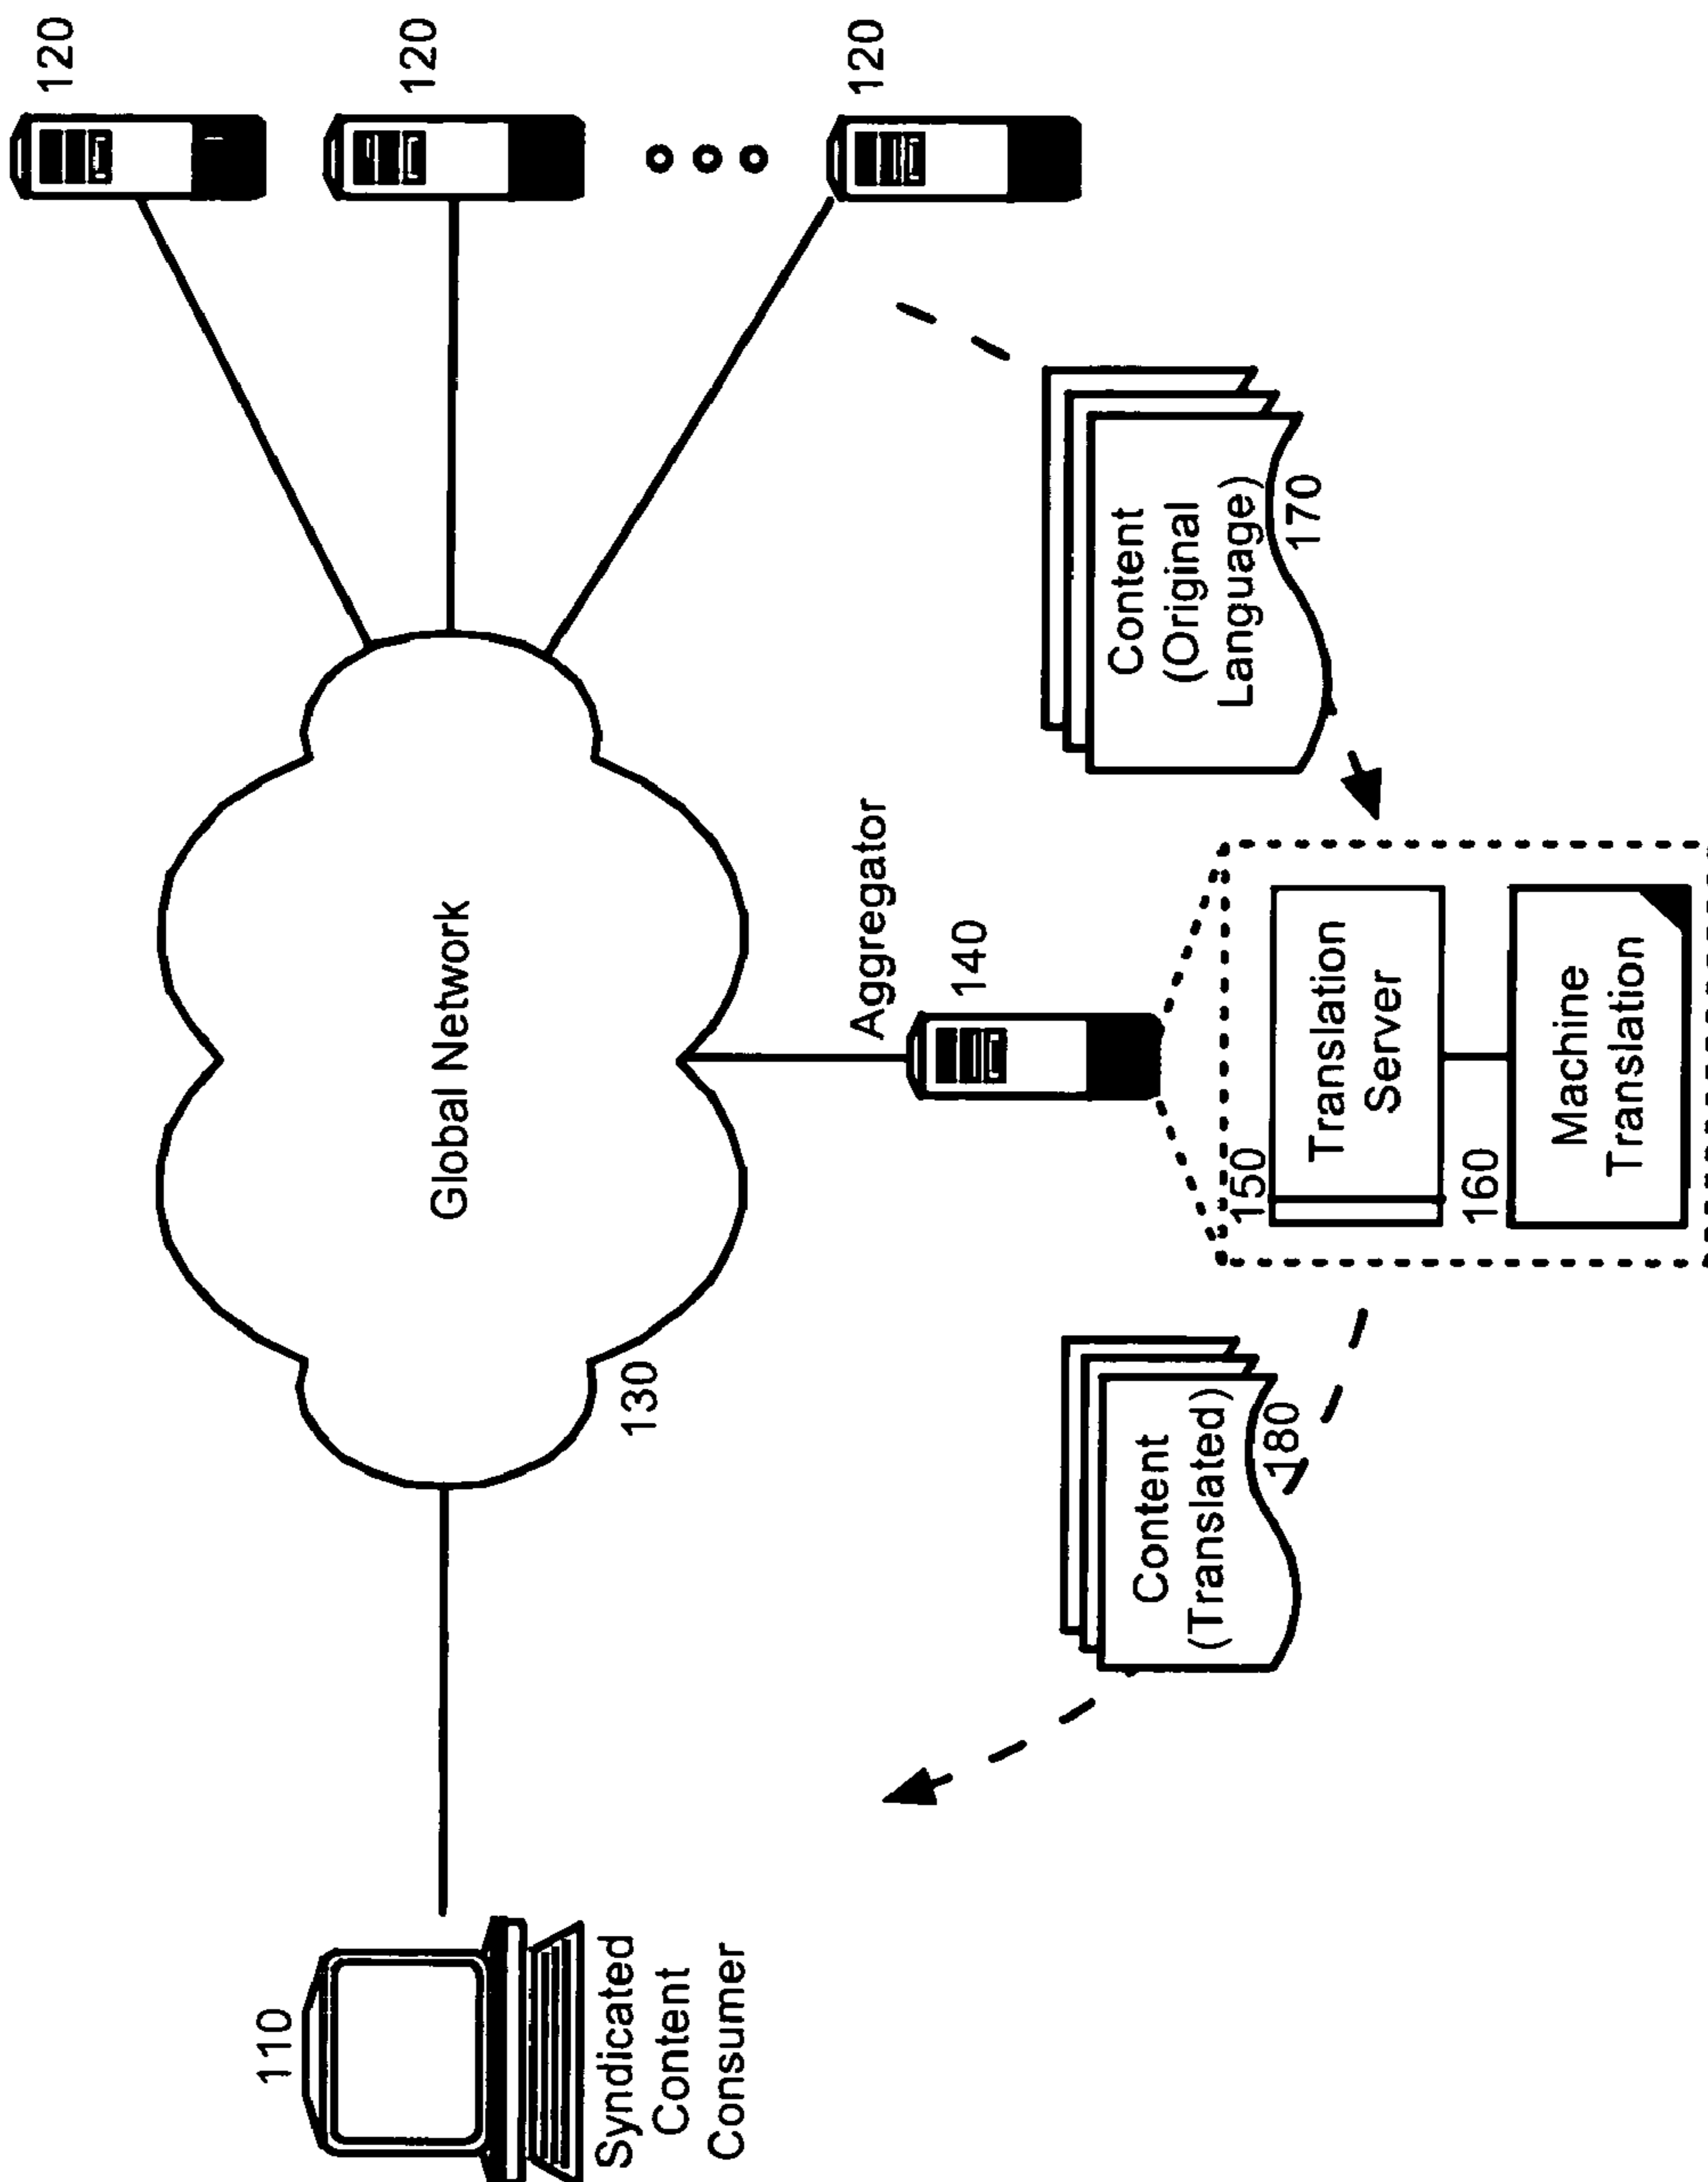 120
120
120
110
Syndicated
Content
Consumer
Global Network
130
Aggregator
140
150
Translation
Server
160
Machine
Translation
Content
(Original
Language)
170
Content
(Translated)
180